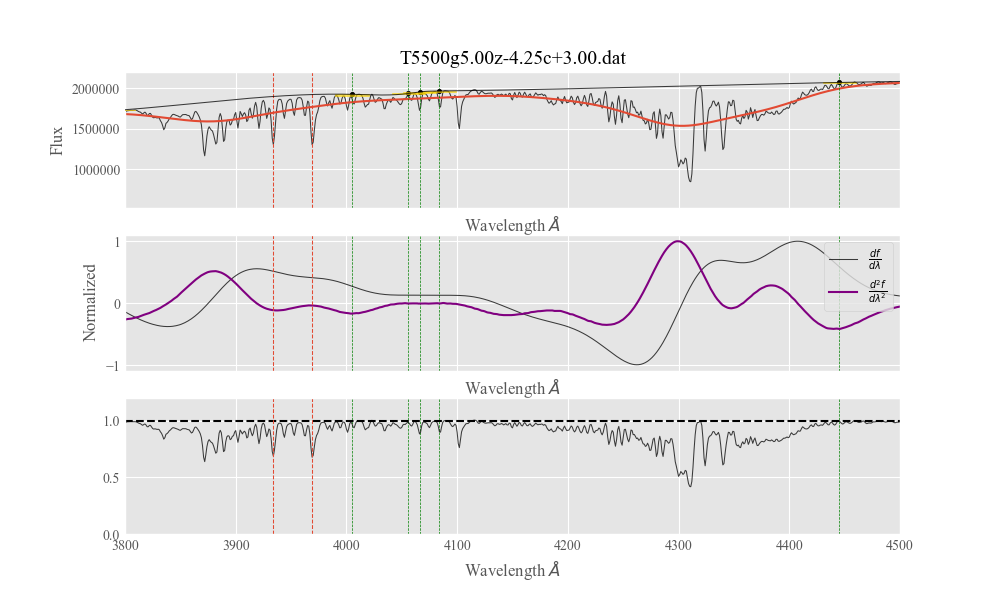 T5500g5.00z-4.25c+3.00.dat
2000000
1500000
1000000
Flux
Wavelength Å
1
0
−1
Normalized
df/dλ
d²f/dλ²
Wavelength Å
1.0
0.5
0.0
3800 3900 4000 4100 4200 4300 4400 4500
Wavelength Å